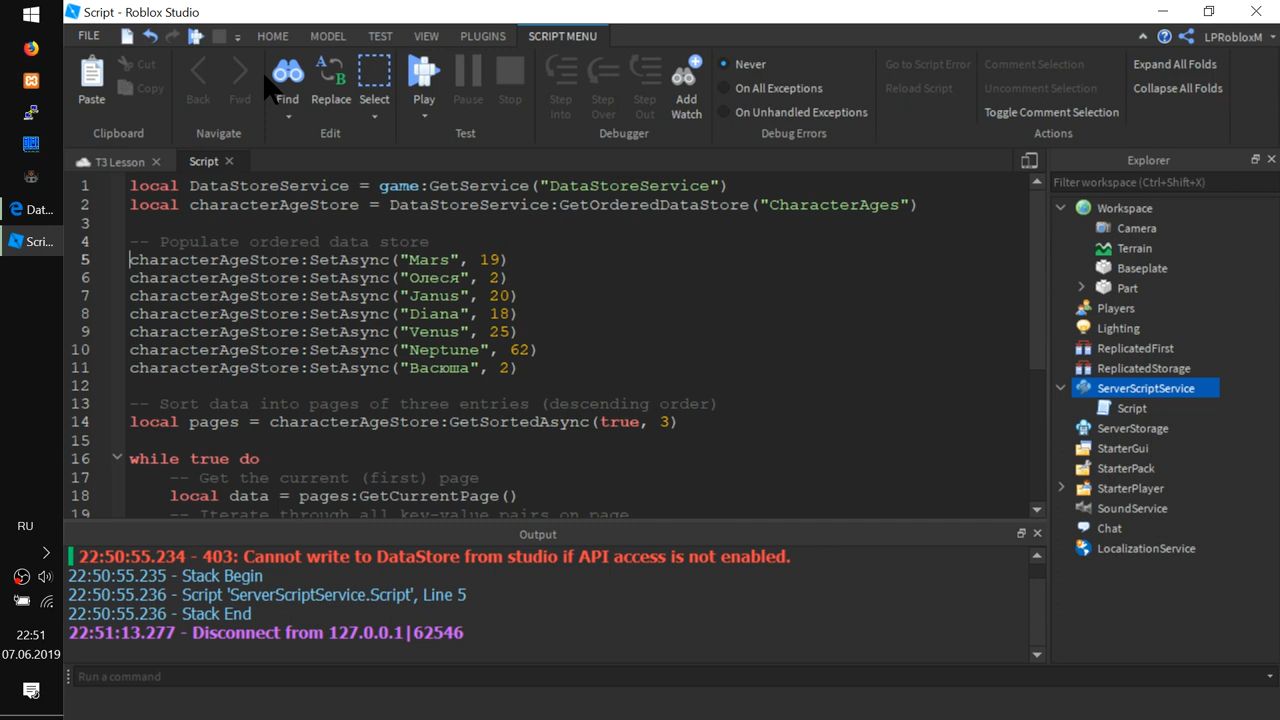 Script - Roblox Studio
FILE
HOME
MODEL
TEST
VIEW
PLUGINS
SCRIPT MENU
LPRobloxM
Paste
Cut
Copy
Clipboard
Back
Fwd
Navigate
Find
Replace
Select
Edit
Play
Pause
Stop
Test
Step Into
Step Over
Step Out
Add Watch
Debugger
Never
On All Exceptions
On Unhandled Exceptions
Debug Errors
Go to Script Error
Reload Script
Comment Selection
Uncomment Selection
Toggle Comment Selection
Expand All Folds
Collapse All Folds
Actions
T3 Lesson
Script
1 local DataStoreService = game:GetService("DataStoreService")
2 local characterAgeStore = DataStoreService:GetOrderedDataStore("CharacterAges")
3
4 -- Populate ordered data store
5 characterAgeStore:SetAsync("Mars", 19)
6 characterAgeStore:SetAsync("Олеся", 2)
7 characterAgeStore:SetAsync("Janus", 20)
8 characterAgeStore:SetAsync("Diana", 18)
9 characterAgeStore:SetAsync("Venus", 25)
10 characterAgeStore:SetAsync("Neptune", 62)
11 characterAgeStore:SetAsync("Васюша", 2)
12
13 -- Sort data into pages of three entries (descending order)
14 local pages = characterAgeStore:GetSortedAsync(true, 3)
15
16 while true do
17 -- Get the current (first) page
18 local data = pages:GetCurrentPage()
19 -- Iterate through all key-value pairs on page
Output
22:50:55.234 - 403: Cannot write to DataStore from studio if API access is not enabled.
22:50:55.235 - Stack Begin
22:50:55.236 - Script 'ServerScriptService.Script', Line 5
22:50:55.236 - Stack End
22:51:13.277 - Disconnect from 127.0.0.1|62546
Run a command
Explorer
Filter workspace (Ctrl+Shift+X)
Workspace
Camera
Terrain
Baseplate
Part
Players
Lighting
ReplicatedFirst
ReplicatedStorage
ServerScriptService
Script
ServerStorage
StarterGui
StarterPack
StarterPlayer
SoundService
Chat
LocalizationService
Dat...
Scri...
RU
22:51
07.06.2019